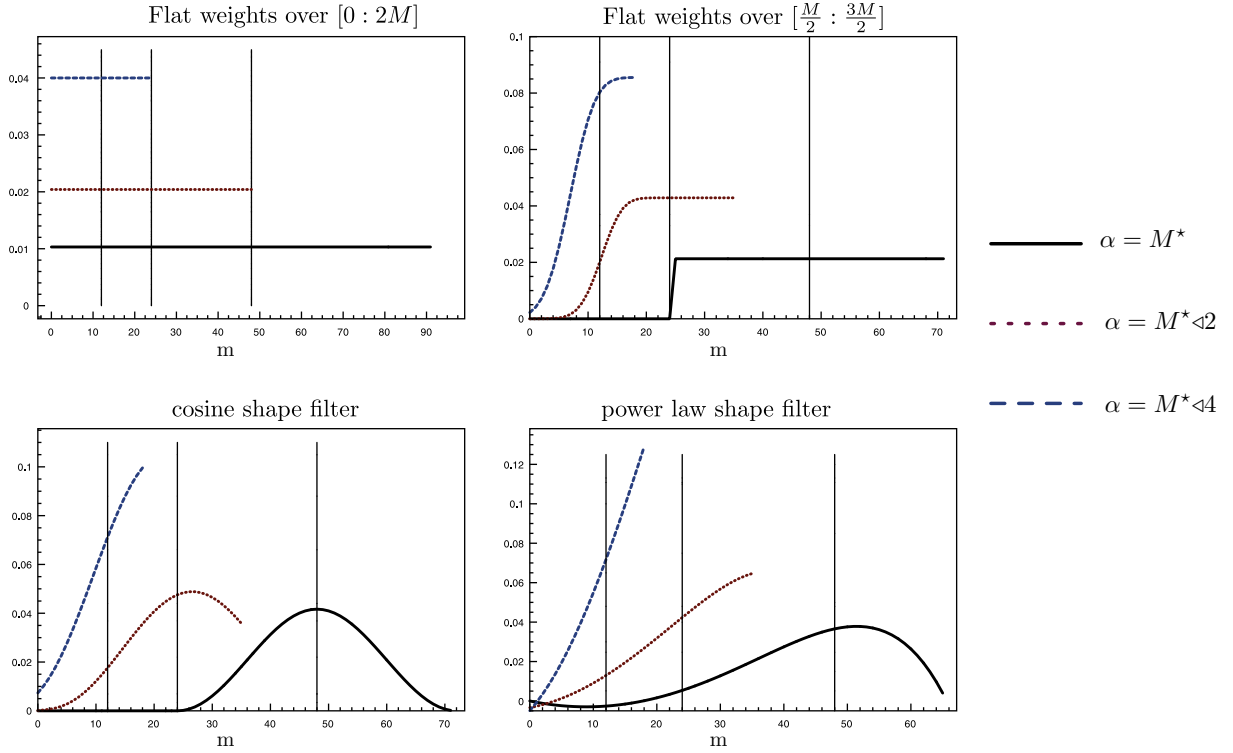 Flat weights over [0 : 2M]
0.04
0.03
0.02
0.01
0
0 10 20 30 40 50 60 70 80 90
m
Flat weights over [M/2 : 3M/2]
0.1
0.08
0.06
0.04
0.02
0
0 10 20 30 40 50 60 70
m
α = M⋆
α = M⋆◁2
α = M⋆◁4
cosine shape filter
0.1
0.08
0.06
0.04
0.02
0
0 10 20 30 40 50 60 70
m
power law shape filter
0.12
0.1
0.08
0.06
0.04
0.02
0
0 10 20 30 40 50 60
m